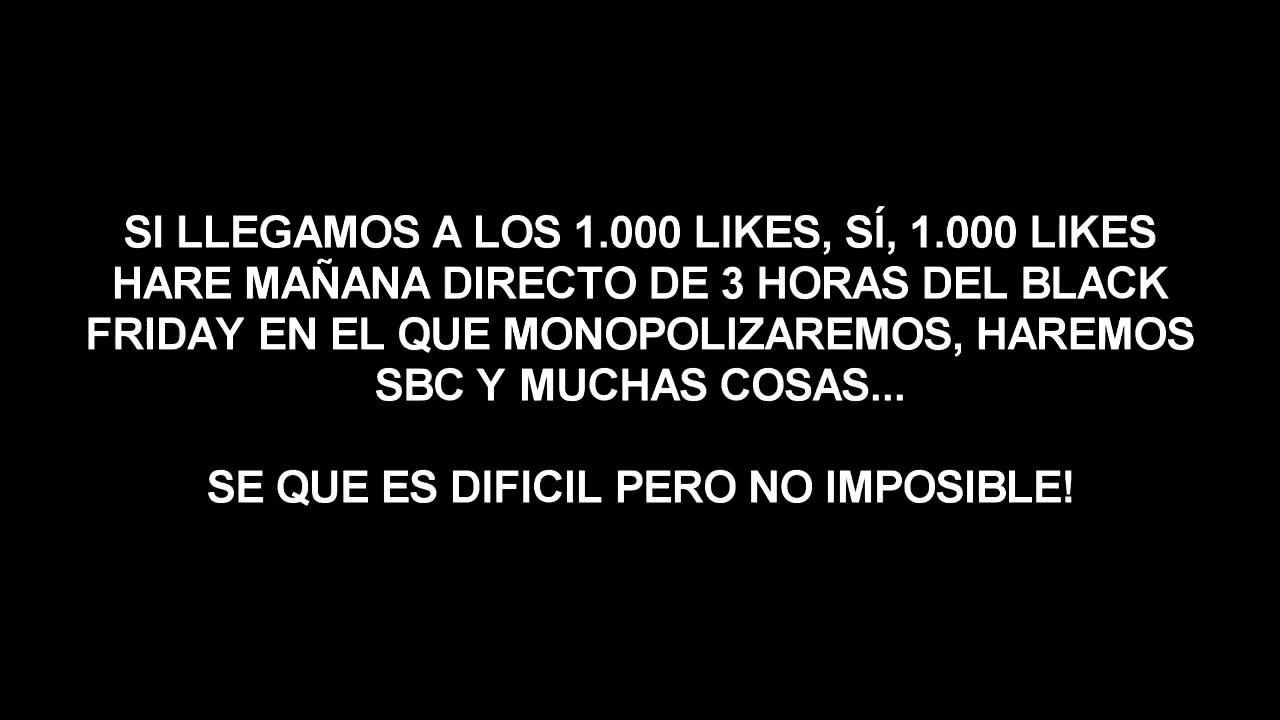 SI LLEGAMOS A LOS 1.000 LIKES, SÍ, 1.000 LIKES
HARE MAÑANA DIRECTO DE 3 HORAS DEL BLACK
FRIDAY EN EL QUE MONOPOLIZAREMOS, HAREMOS
SBC Y MUCHAS COSAS...
SE QUE ES DIFICIL PERO NO IMPOSIBLE!